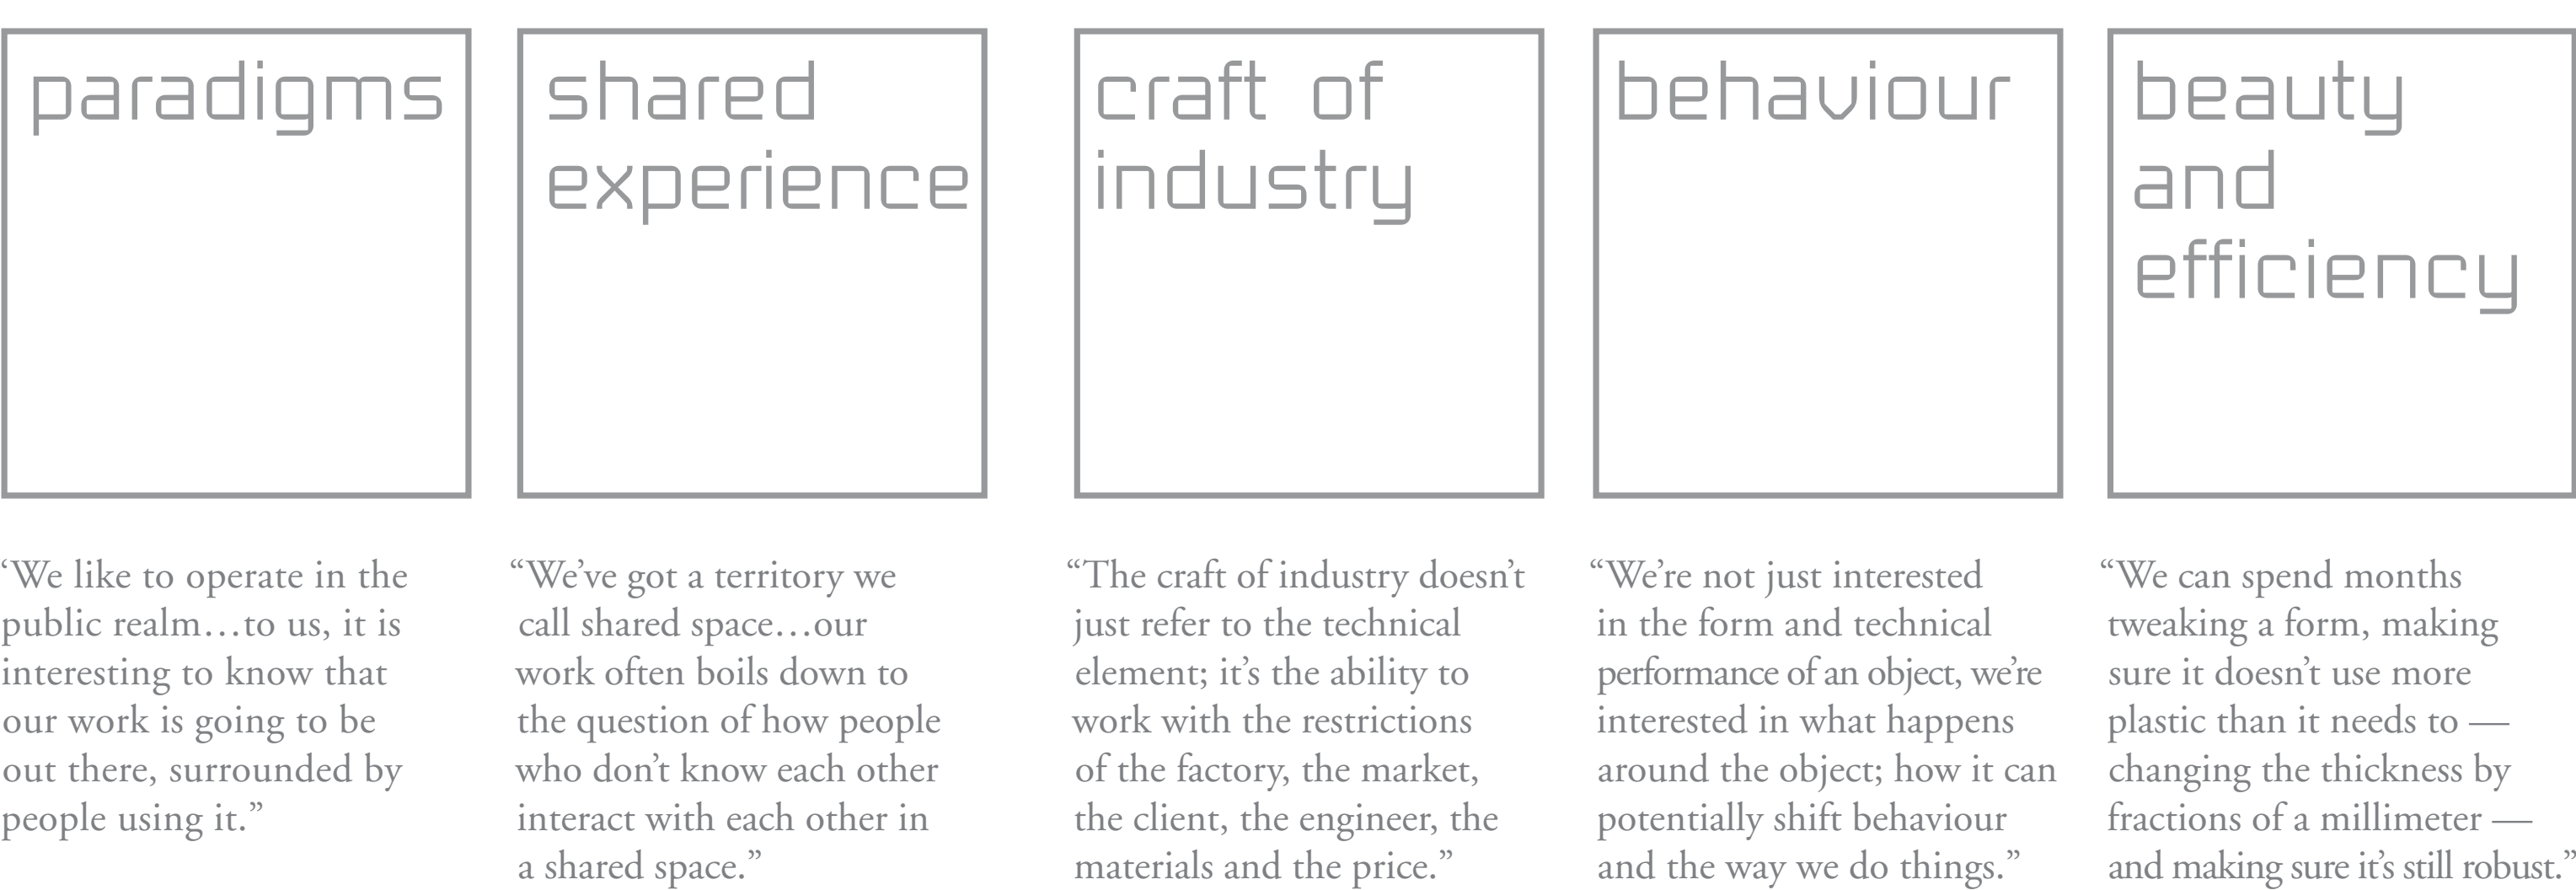 paradigms
shared
experience
craft of
industry
behaviour
beauty
and
efficiency
‘We like to operate in the
public realm…to us, it is
interesting to know that
our work is going to be
out there, surrounded by
people using it.”
“We’ve got a territory we
call shared space…our
work often boils down to
the question of how people
who don’t know each other
interact with each other in
a shared space.”
“The craft of industry doesn’t
just refer to the technical
element; it’s the ability to
work with the restrictions
of the factory, the market,
the client, the engineer, the
materials and the price.”
“We’re not just interested
in the form and technical
performance of an object, we’re
interested in what happens
around the object; how it can
potentially shift behaviour
and the way we do things.”
“We can spend months
tweaking a form, making
sure it doesn’t use more
plastic than it needs to —
changing the thickness by
fractions of a millimeter —
and making sure it’s still robust.”